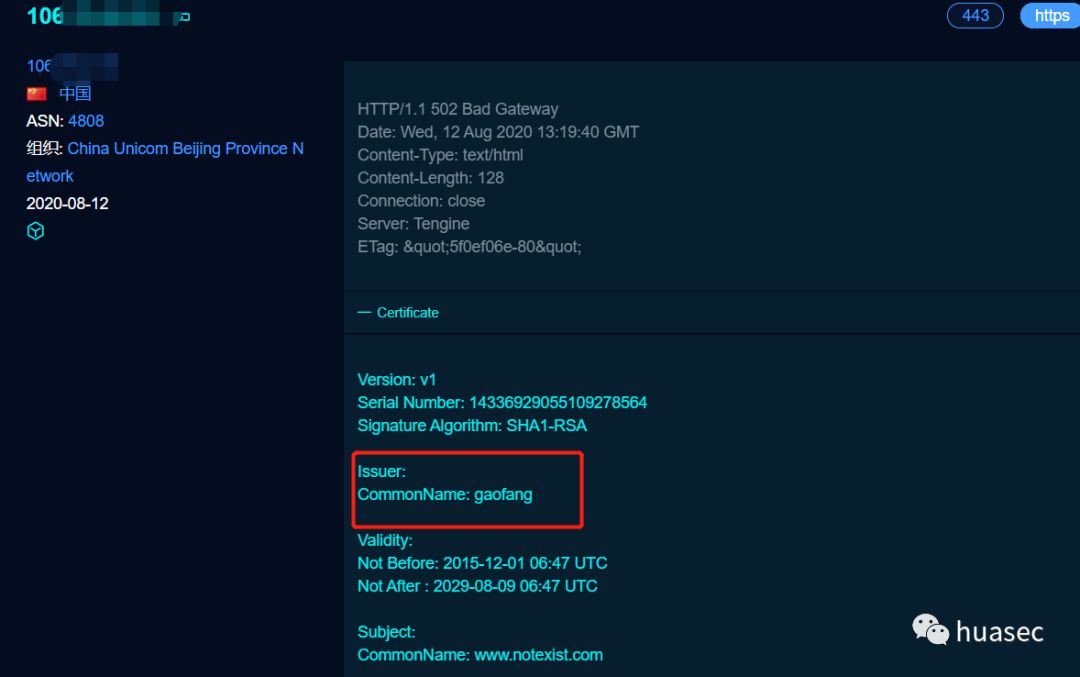 106
443
https
106
中国
ASN: 4808
组织: China Unicom Beijing Province N
etwork
2020-08-12
HTTP/1.1 502 Bad Gateway
Date: Wed, 12 Aug 2020 13:19:40 GMT
Content-Type: text/html
Content-Length: 128
Connection: close
Server: Tengine
ETag: &quot;5f0ef06e-80&quot;
— Certificate
Version: v1
Serial Number: 14336929055109278564
Signature Algorithm: SHA1-RSA
Issuer:
CommonName: gaofang
Validity:
Not Before: 2015-12-01 06:47 UTC
Not After : 2029-08-09 06:47 UTC
Subject:
CommonName: www.notexist.com
huasec